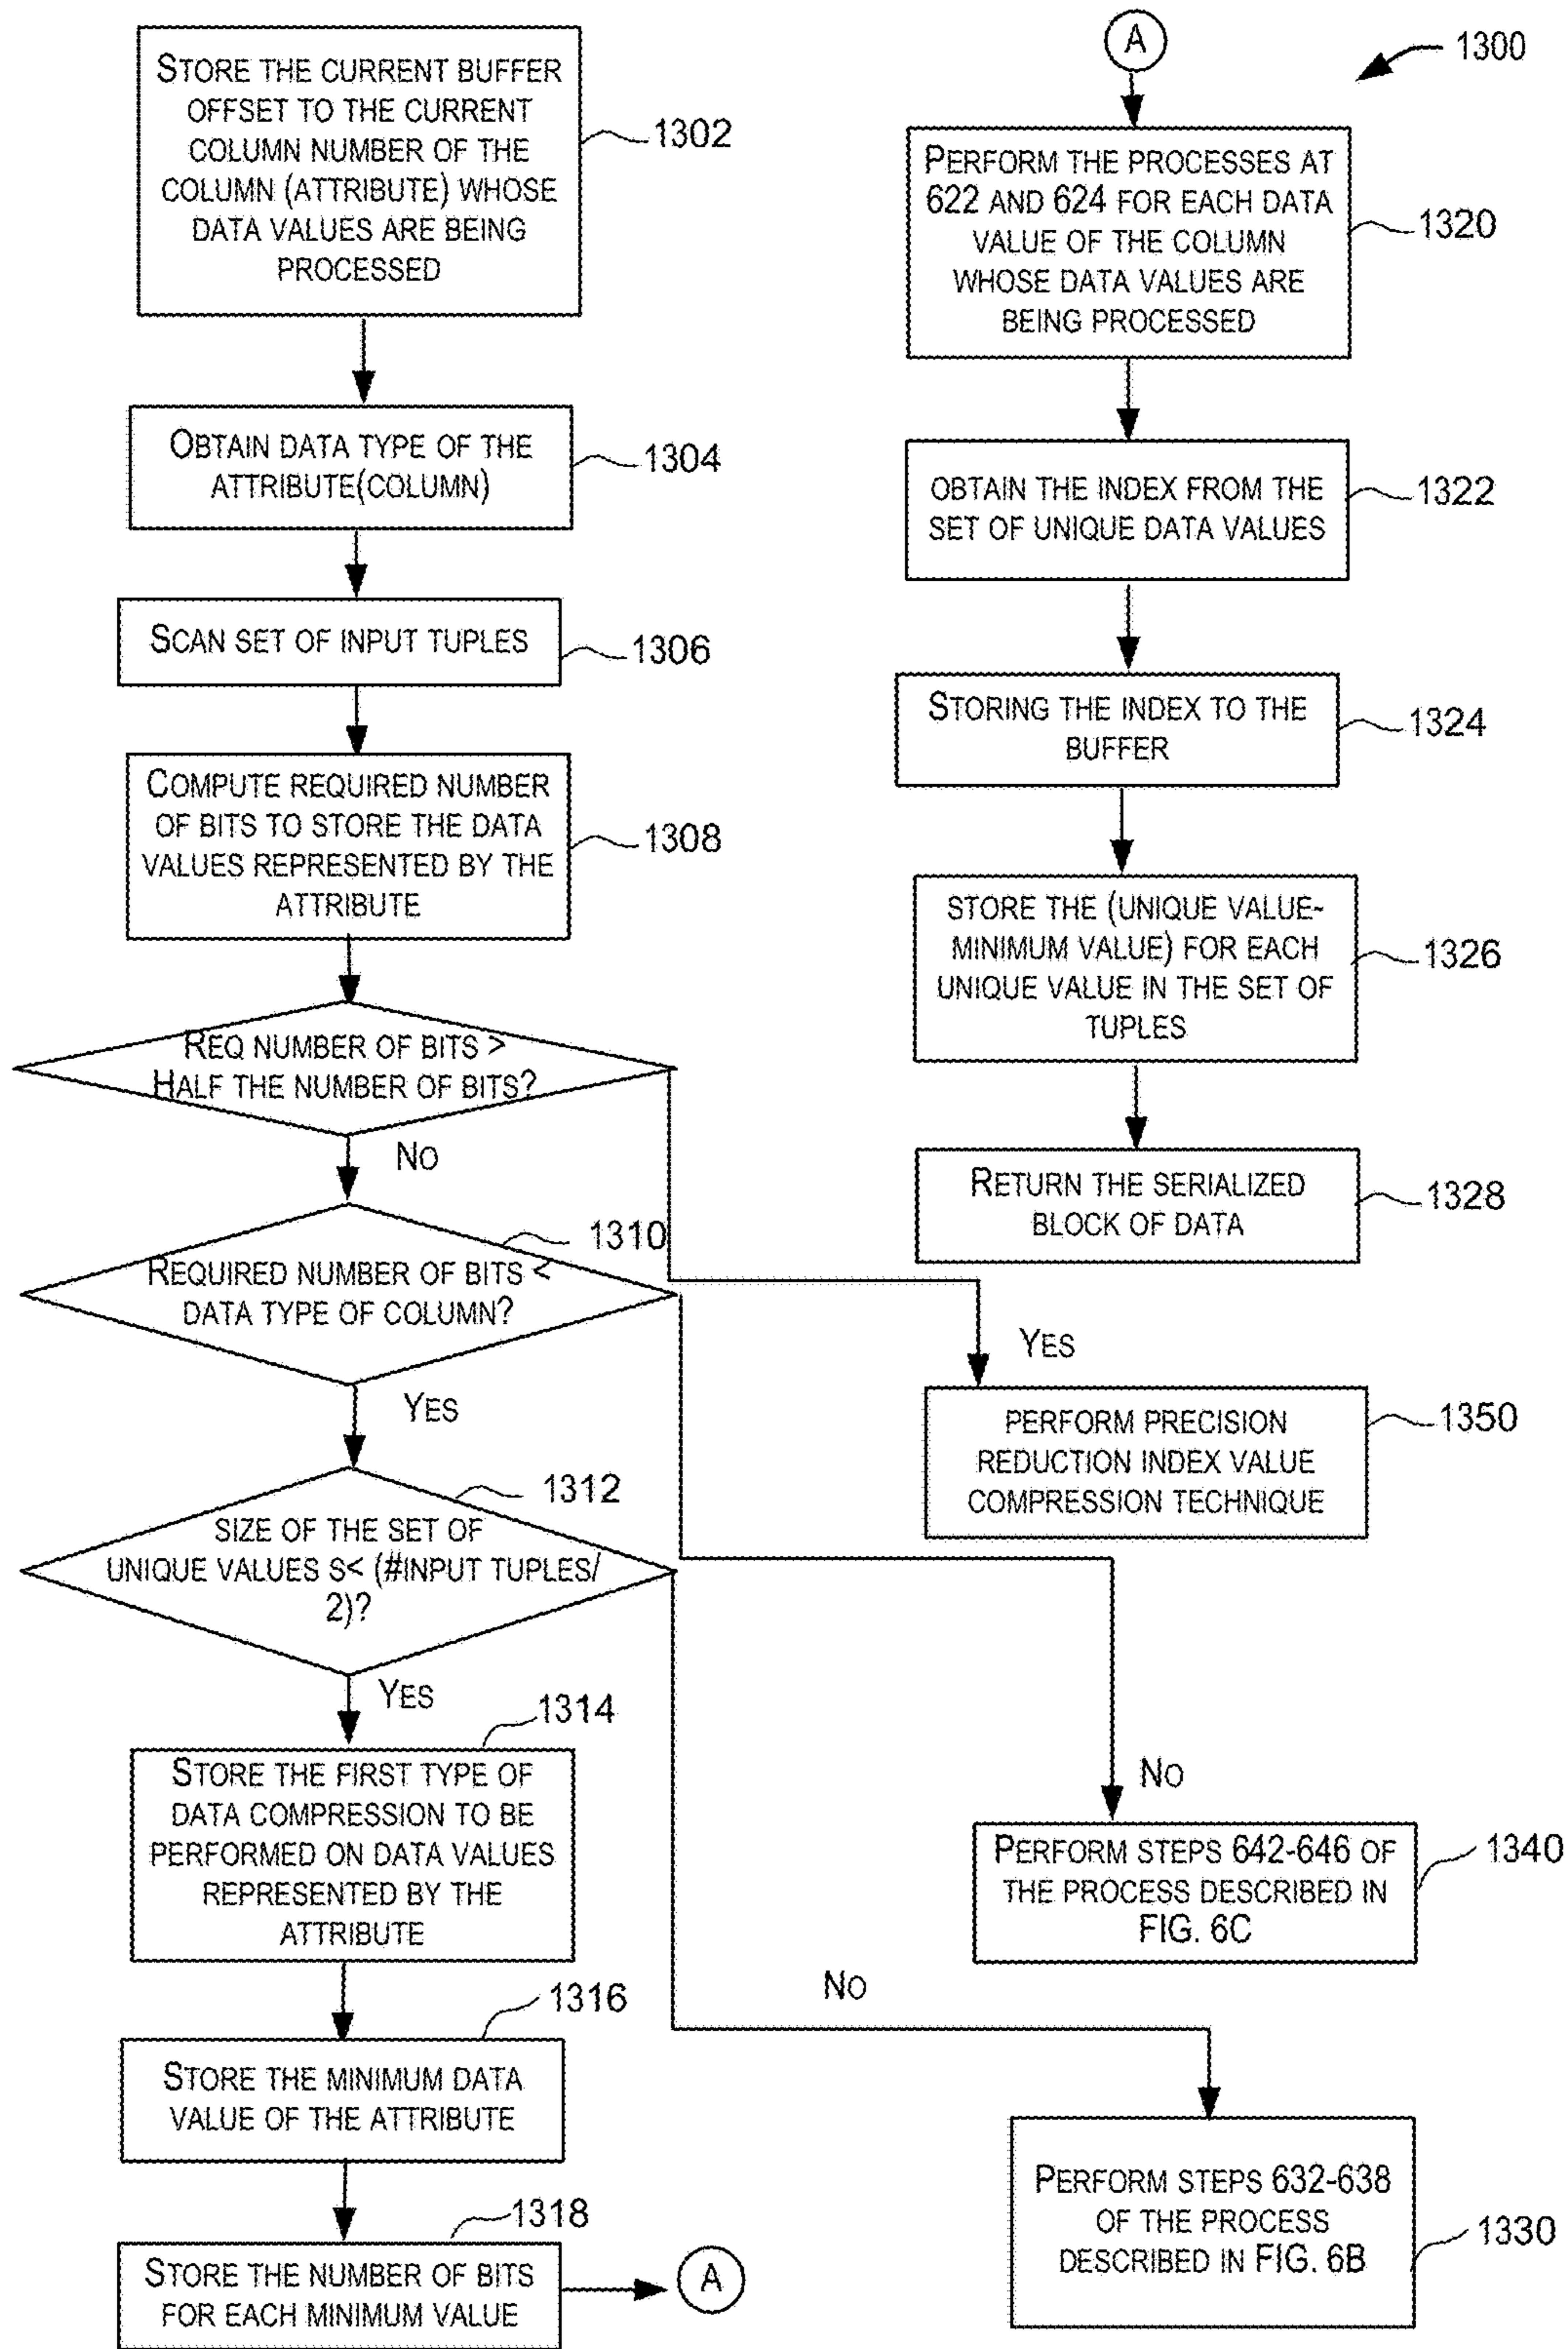 STORE THE CURRENT BUFFER
OFFSET TO THE CURRENT
COLUMN NUMBER OF THE
COLUMN (ATTRIBUTE) WHOSE
DATA VALUES ARE BEING
PROCESSED
1302
OBTAIN DATA TYPE OF THE
ATTRIBUTE(COLUMN)
1304
SCAN SET OF INPUT TUPLES
1306
COMPUTE REQUIRED NUMBER
OF BITS TO STORE THE DATA
VALUES REPRESENTED BY THE
ATTRIBUTE
1308
REQ NUMBER OF BITS >
HALF THE NUMBER OF BITS?
NO
1310
REQUIRED NUMBER OF BITS <
DATA TYPE OF COLUMN?
YES
1312
SIZE OF THE SET OF
UNIQUE VALUES S< (#INPUT TUPLES/
2)?
YES
1314
STORE THE FIRST TYPE OF
DATA COMPRESSION TO BE
PERFORMED ON DATA VALUES
REPRESENTED BY THE
ATTRIBUTE
1316
STORE THE MINIMUM DATA
VALUE OF THE ATTRIBUTE
1318
STORE THE NUMBER OF BITS
FOR EACH MINIMUM VALUE
A
A
1300
PERFORM THE PROCESSES AT
622 AND 624 FOR EACH DATA
VALUE OF THE COLUMN
WHOSE DATA VALUES ARE
BEING PROCESSED
1320
OBTAIN THE INDEX FROM THE
SET OF UNIQUE DATA VALUES
1322
STORING THE INDEX TO THE
BUFFER
1324
STORE THE (UNIQUE VALUE~
MINIMUM VALUE) FOR EACH
UNIQUE VALUE IN THE SET OF
TUPLES
1326
RETURN THE SERIALIZED
BLOCK OF DATA
1328
YES
PERFORM PRECISION
REDUCTION INDEX VALUE
COMPRESSION TECHNIQUE
1350
NO
PERFORM STEPS 642-646 OF
THE PROCESS DESCRIBED IN
FIG. 6C
1340
NO
PERFORM STEPS 632-638
OF THE PROCESS
DESCRIBED IN FIG. 6B
1330